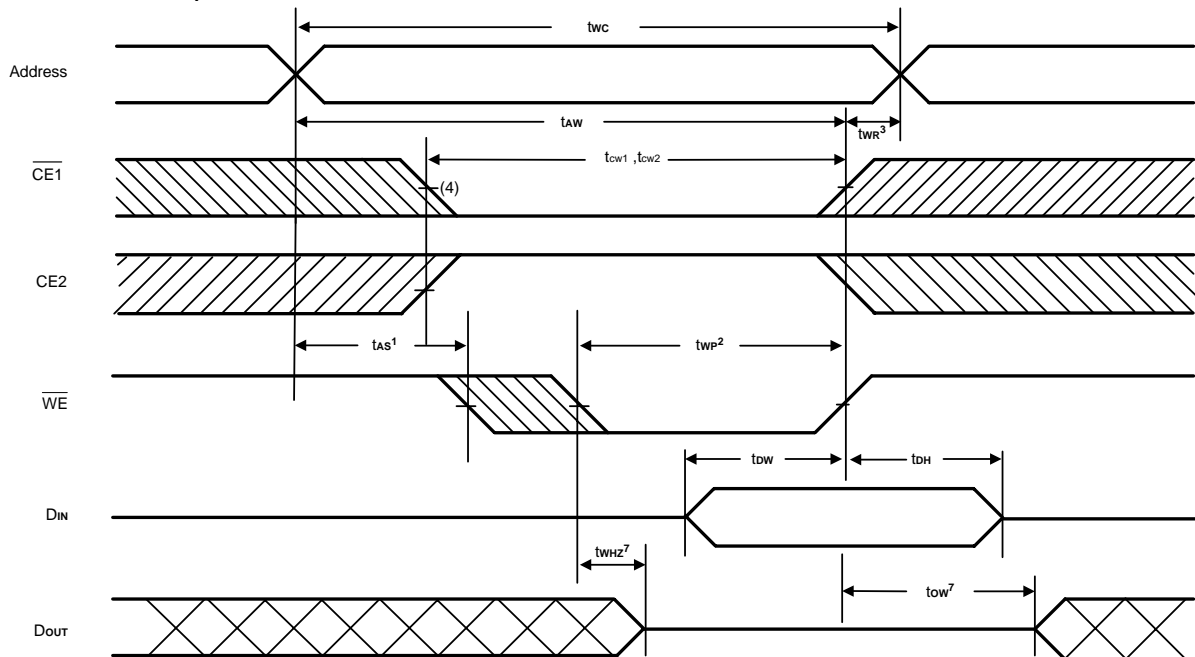 twc
Address
tAW
tWR3
CE1
tcw1 ,tcw2
(4)
CE2
tAS1
tWP2
WE
tDW
tDH
DIN
tWHZ7
tOW7
DOUT